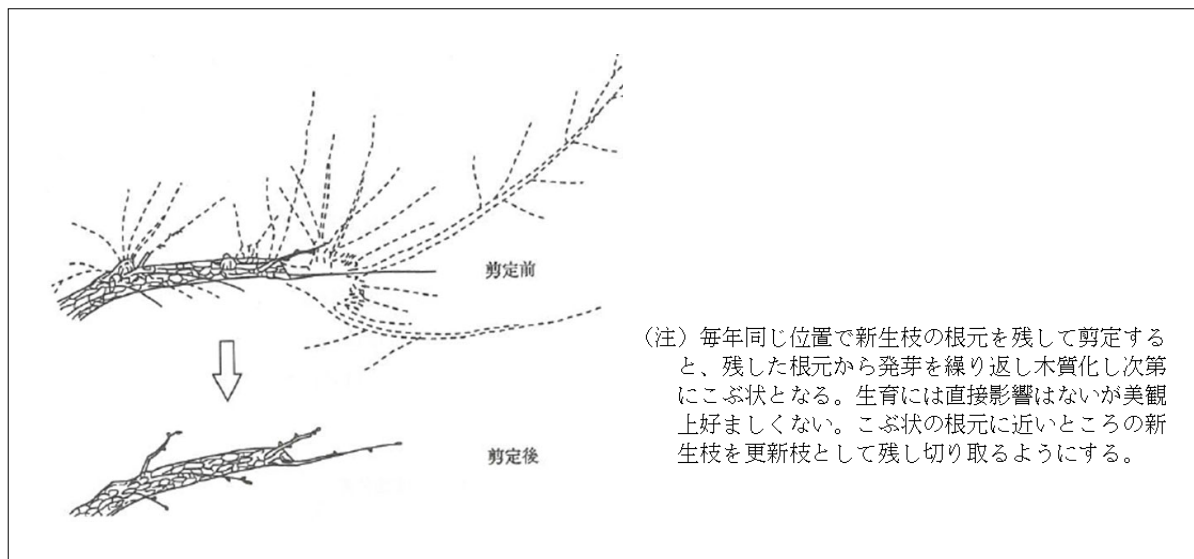 剪定前
（注）毎年同じ位置で新生枝の根元を残して剪定する
と、残した根元から発芽を繰り返し木質化し次第
にこぶ状となる。生育には直接影響はないが美観
上好ましくない。こぶ状の根元に近いところの新
生枝を更新枝として残し切り取るようにする。
剪定後